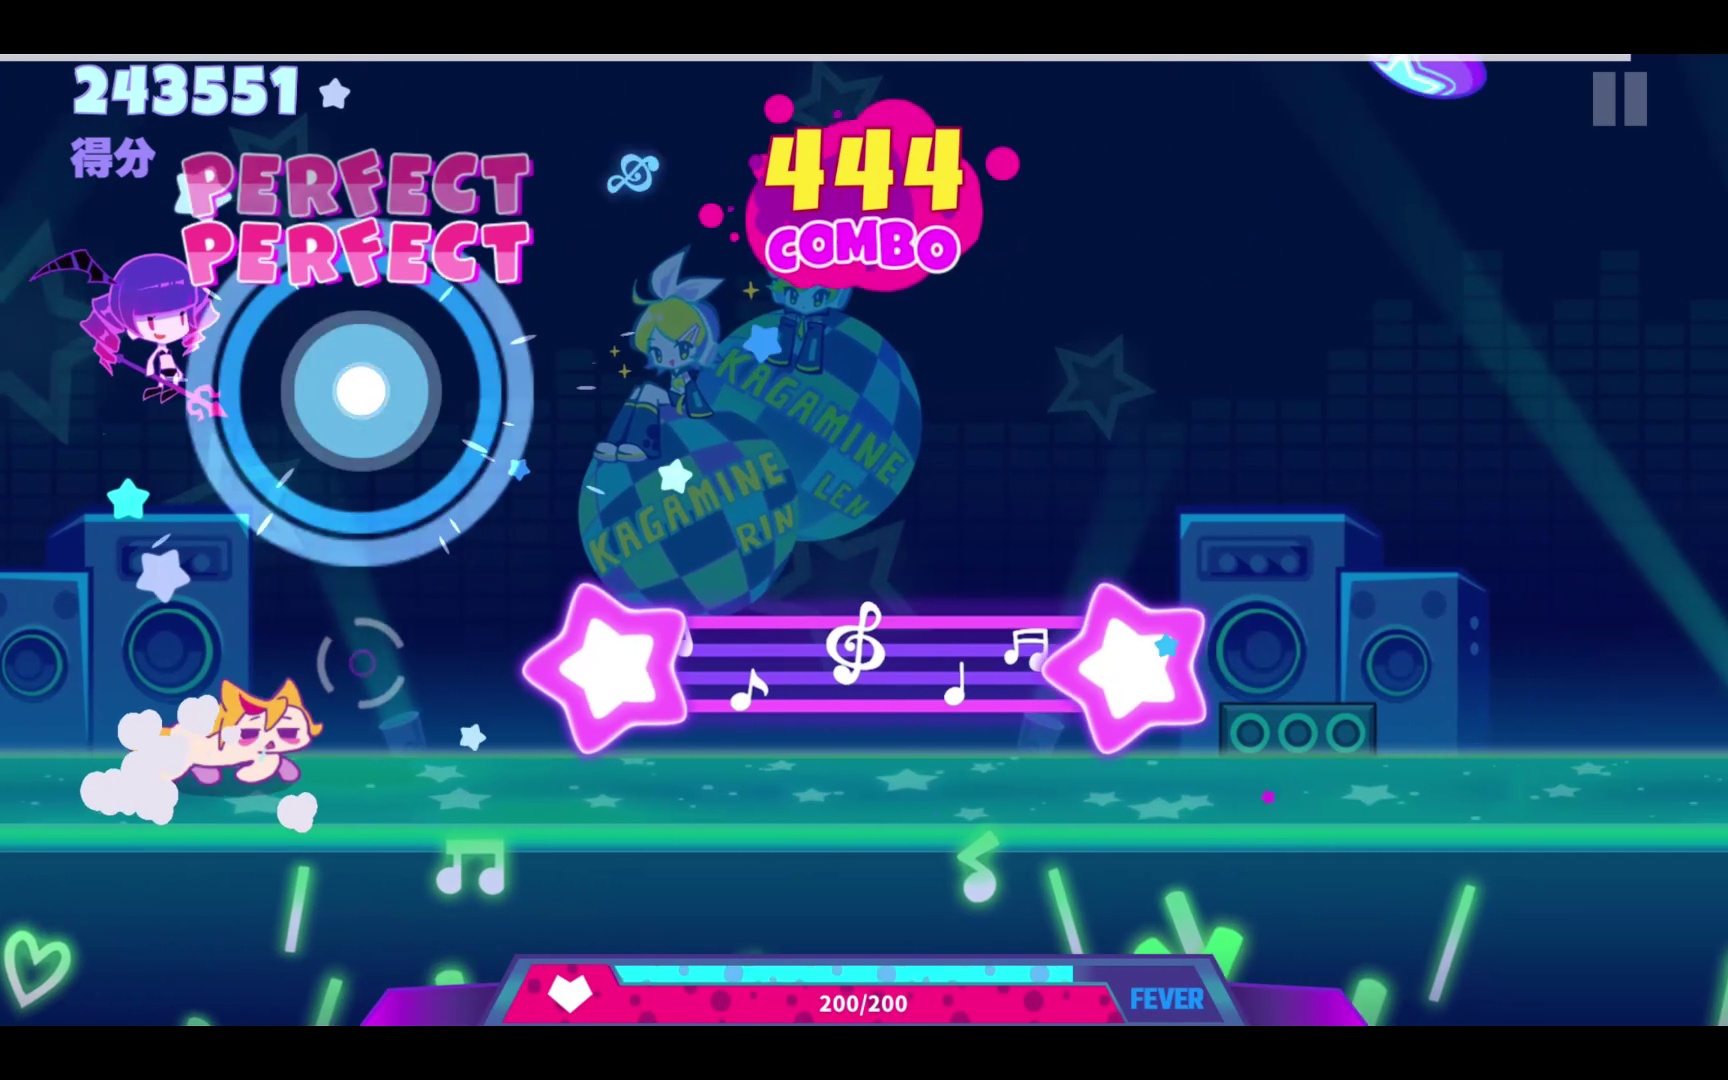 243551
得分
PERFECT
PERFECT
444
COMBO
KAGAMINE
LEN
KAGAMINE
RIN
200/200
FEVER